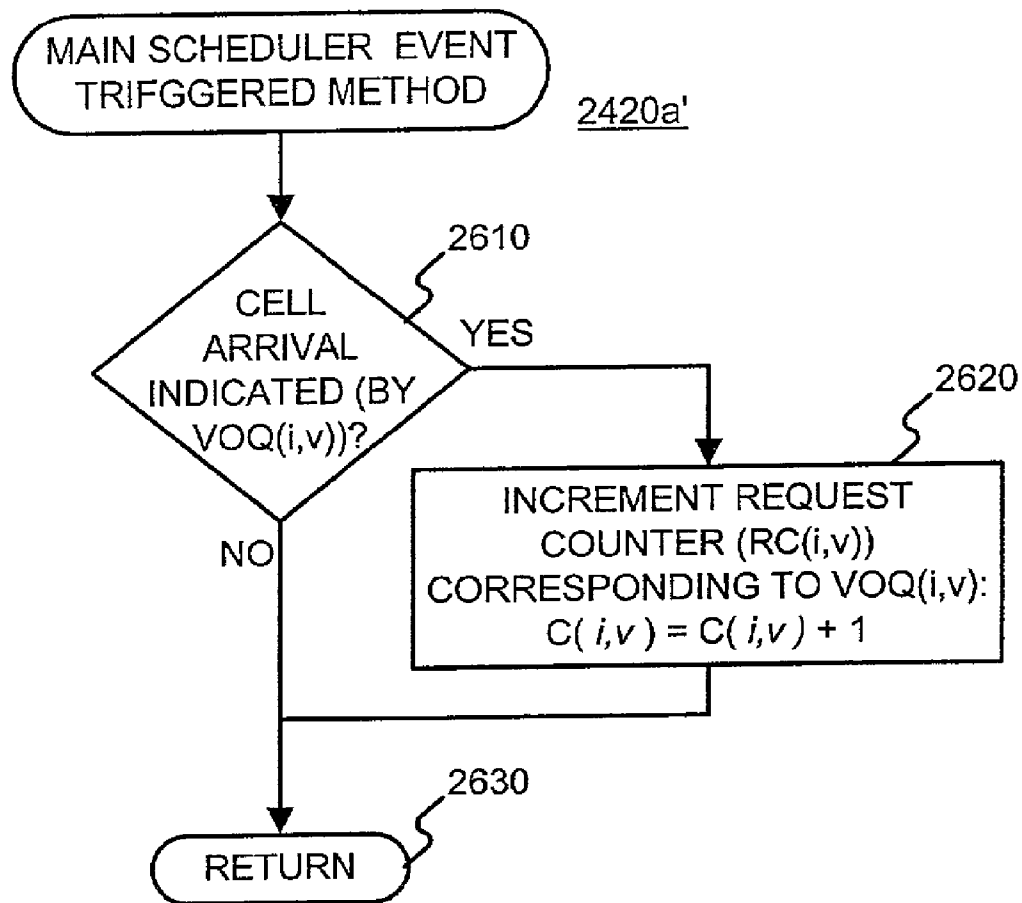 MAIN SCHEDULER EVENT
TRIFGGERED METHOD
2420a'
2610
CELL
ARRIVAL
INDICATED (BY
VOQ(i,v))?
YES
2620
INCREMENT REQUEST
COUNTER (RC(i,v))
CORRESPONDING TO VOQ(i,v):
C( i,v ) = C( i,v ) + 1
NO
2630
RETURN